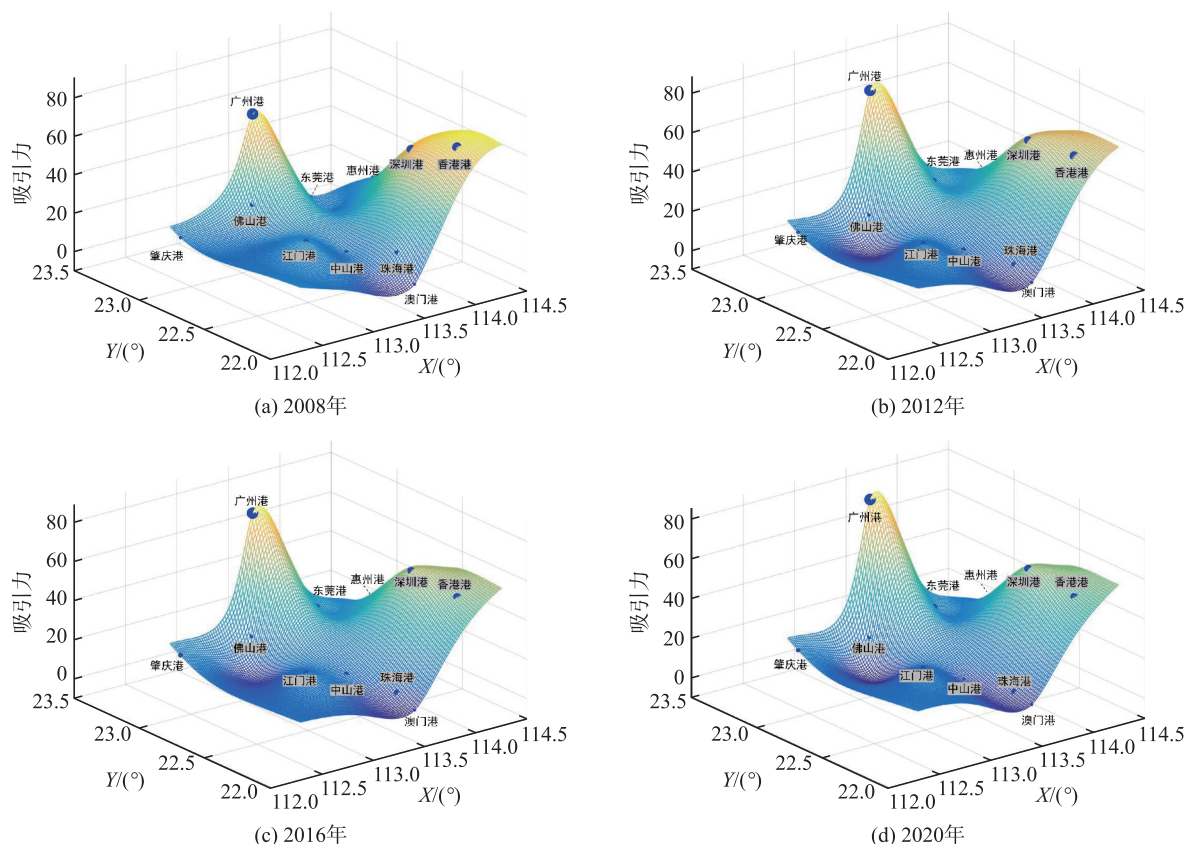 广州港
80
60
40
20
0
吸引力
东莞港
惠州港
深圳港
香港港
佛山港
肇庆港
江门港
中山港
珠海港
澳门港
23.5
23.0
22.5
22.0
Y/(°)
112.0
112.5
113.0
113.5
114.0
114.5
X/(°)
(a) 2008年
广州港
80
60
40
20
0
吸引力
东莞港
惠州港
深圳港
香港港
佛山港
肇庆港
江门港
中山港
珠海港
澳门港
23.5
23.0
22.5
22.0
Y/(°)
112.0
112.5
113.0
113.5
114.0
114.5
X/(°)
(b) 2012年
广州港
80
60
40
20
0
吸引力
东莞港
惠州港
深圳港
香港港
佛山港
肇庆港
江门港
中山港
珠海港
澳门港
23.5
23.0
22.5
22.0
Y/(°)
112.0
112.5
113.0
113.5
114.0
114.5
X/(°)
(c) 2016年
广州港
80
60
40
20
0
吸引力
东莞港
惠州港
深圳港
香港港
佛山港
肇庆港
江门港
中山港
珠海港
澳门港
23.5
23.0
22.5
22.0
Y/(°)
112.0
112.5
113.0
113.5
114.0
114.5
X/(°)
(d) 2020年